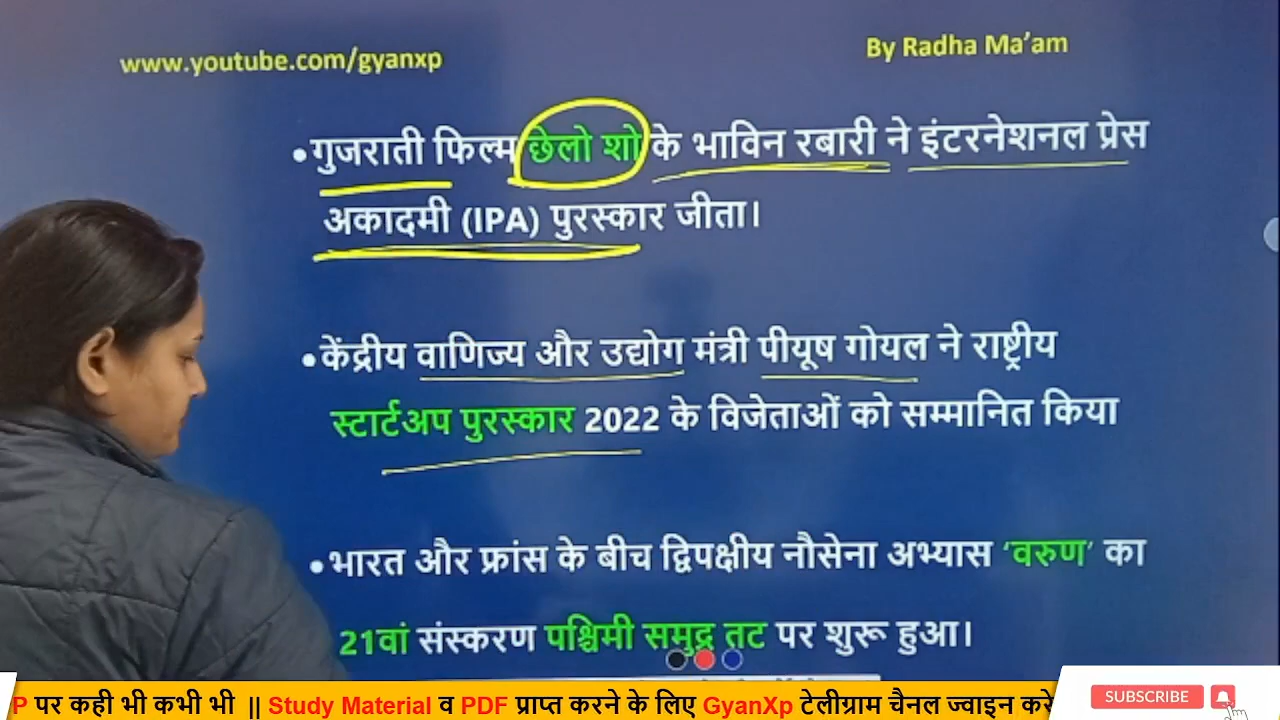 www.youtube.com/gyanxp
By Radha Ma’am
•गुजराती फिल्म छेलो शो के भाविन रबारी ने इंटरनेशनल प्रेस
अकादमी (IPA) पुरस्कार जीता।
•केंद्रीय वाणिज्य और उद्योग मंत्री पीयूष गोयल ने राष्ट्रीय
स्टार्टअप पुरस्कार 2022 के विजेताओं को सम्मानित किया
•भारत और फ्रांस के बीच द्विपक्षीय नौसेना अभ्यास ‘वरुण’ का
21वां संस्करण पश्चिमी समुद्र तट पर शुरू हुआ।
P पर कही भी कभी भी || Study Material व PDF प्राप्त करने के लिए GyanXp टेलीग्राम चैनल ज्वाइन करे
SUBSCRIBE